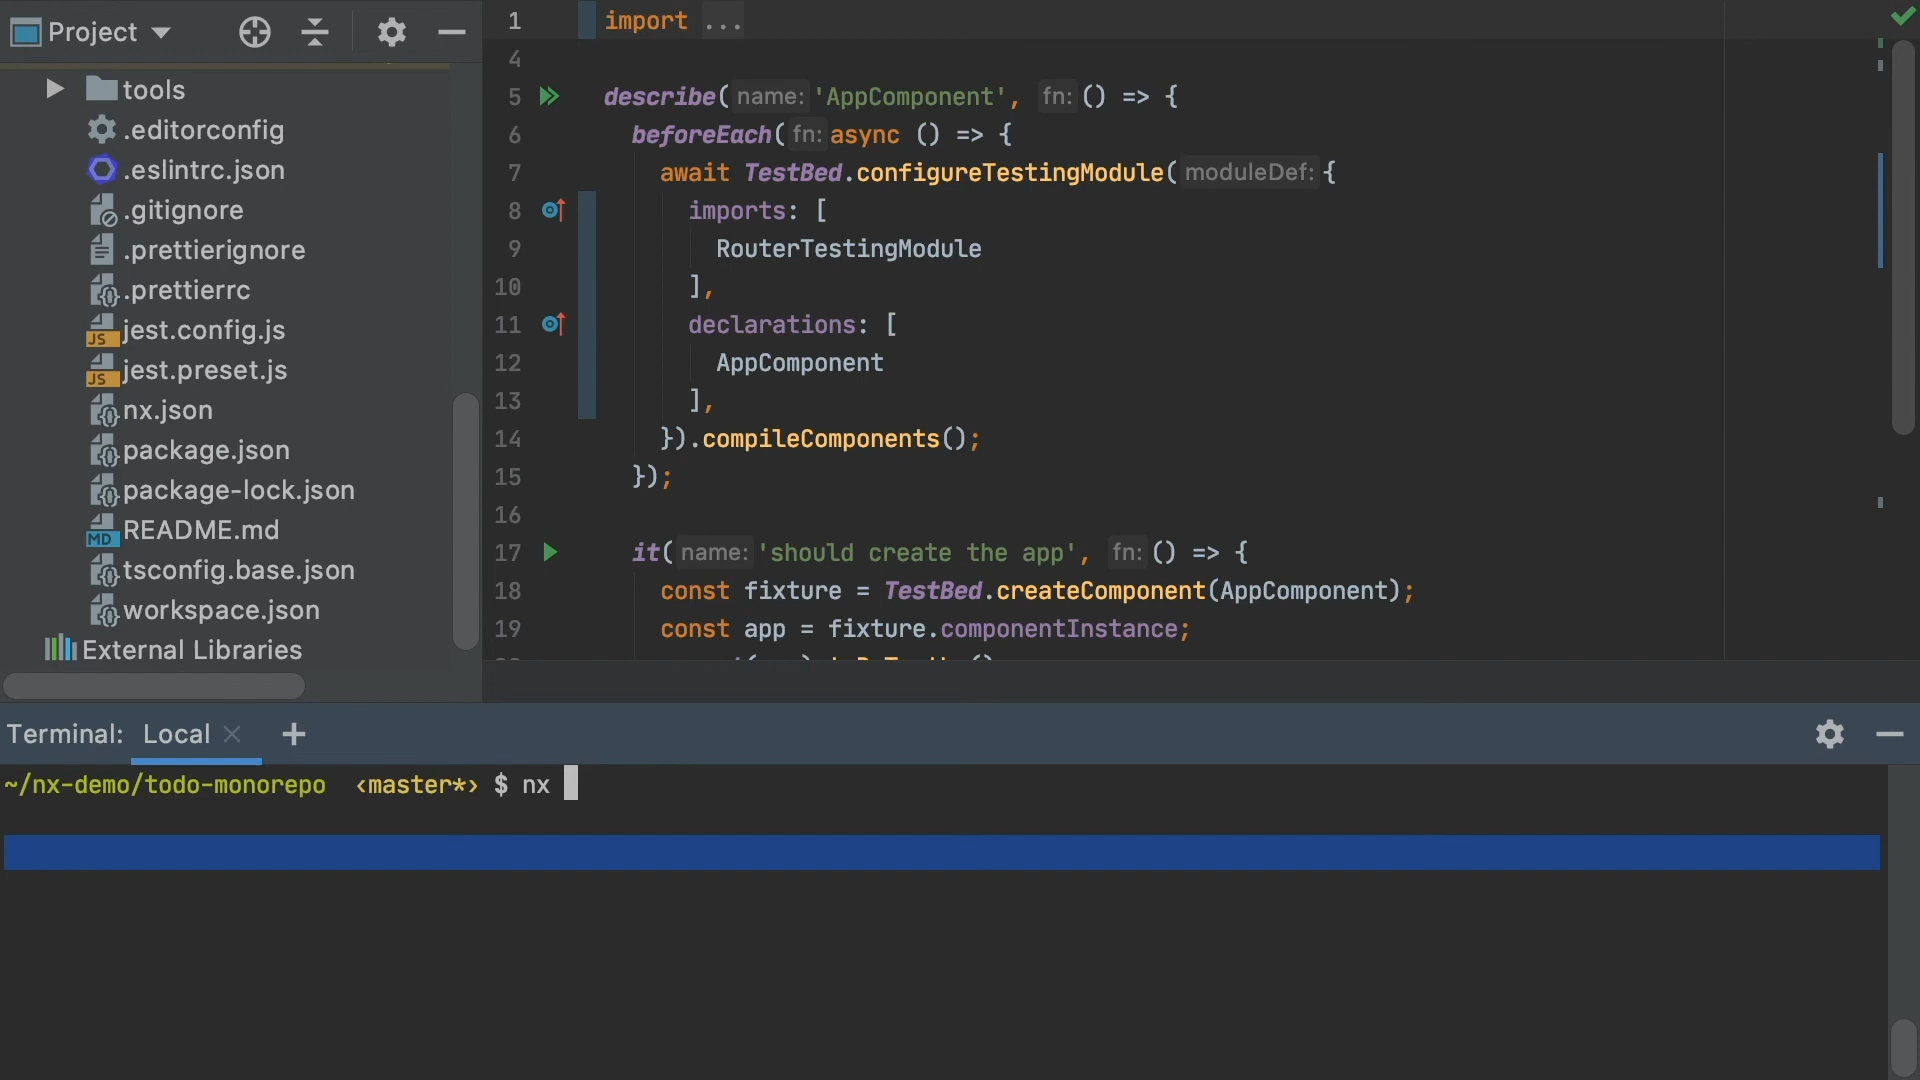 Project
tools
.editorconfig
.eslintrc.json
.gitignore
.prettierignore
.prettierrc
JS jest.config.js
JS jest.preset.js
nx.json
package.json
package-lock.json
MD README.md
tsconfig.base.json
workspace.json
External Libraries
1 import ...
4
5 describe( name: 'AppComponent', fn: () => {
6 beforeEach( fn: async () => {
7 await TestBed.configureTestingModule( moduleDef: {
8 imports: [
9 RouterTestingModule
10 ],
11 declarations: [
12 AppComponent
13 ],
14 }).compileComponents();
15 });
16
17 it( name: 'should create the app', fn: () => {
18 const fixture = TestBed.createComponent(AppComponent);
19 const app = fixture.componentInstance;
Terminal: Local +
~/nx-demo/todo-monorepo ‹master*› $ nx